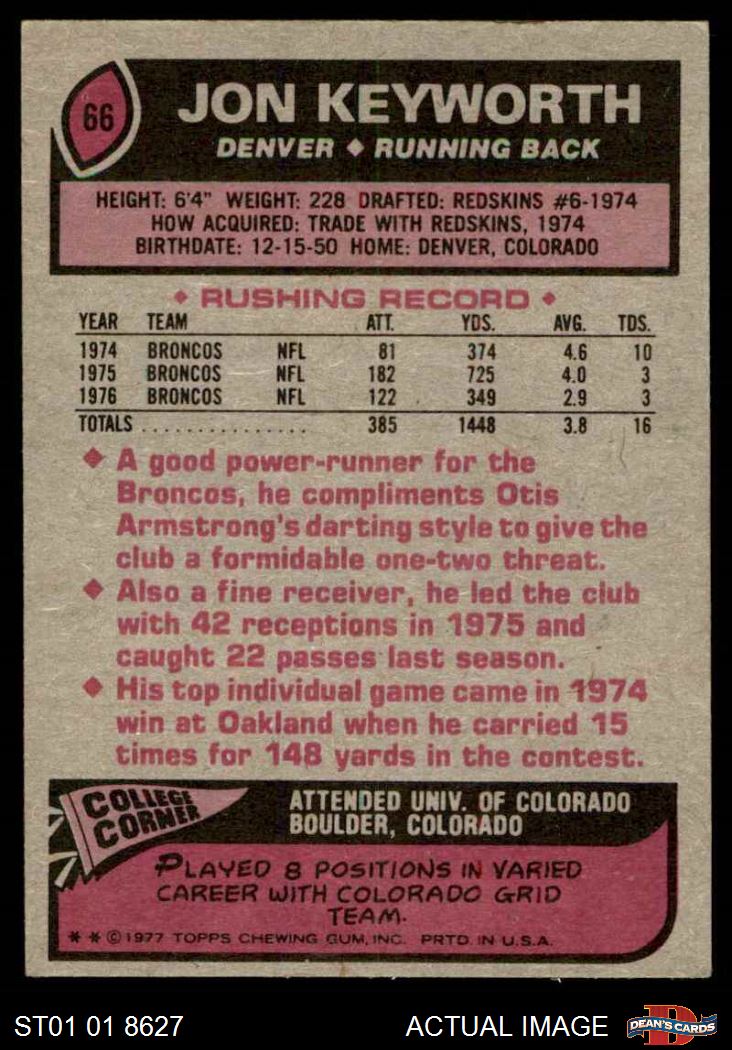 66
JON KEYWORTH
DENVER ♦ RUNNING BACK
HEIGHT: 6'4" WEIGHT: 228 DRAFTED: REDSKINS #6-1974
HOW ACQUIRED: TRADE WITH REDSKINS, 1974
BIRTHDATE: 12-15-50 HOME: DENVER, COLORADO
♦ RUSHING RECORD ♦
YEAR TEAM ATT. YDS. AVG. TDS.
1974 BRONCOS NFL 81 374 4.6 10
1975 BRONCOS NFL 182 725 4.0 3
1976 BRONCOS NFL 122 349 2.9 3
TOTALS ............... 385 1448 3.8 16
♦ A good power-runner for the
Broncos, he compliments Otis
Armstrong's darting style to give the
club a formidable one-two threat.
♦ Also a fine receiver, he led the club
with 42 receptions in 1975 and
caught 22 passes last season.
♦ His top individual game came in 1974
win at Oakland when he carried 15
times for 148 yards in the contest.
COLLEGE
CORNER
ATTENDED UNIV. OF COLORADO
BOULDER, COLORADO
PLAYED 8 POSITIONS IN VARIED
CAREER WITH COLORADO GRID
TEAM.
* * © 1977 TOPPS CHEWING GUM, INC. PRTD. IN U.S.A.
ST01 01 8627
ACTUAL IMAGE
D
DEAN'S CARDS